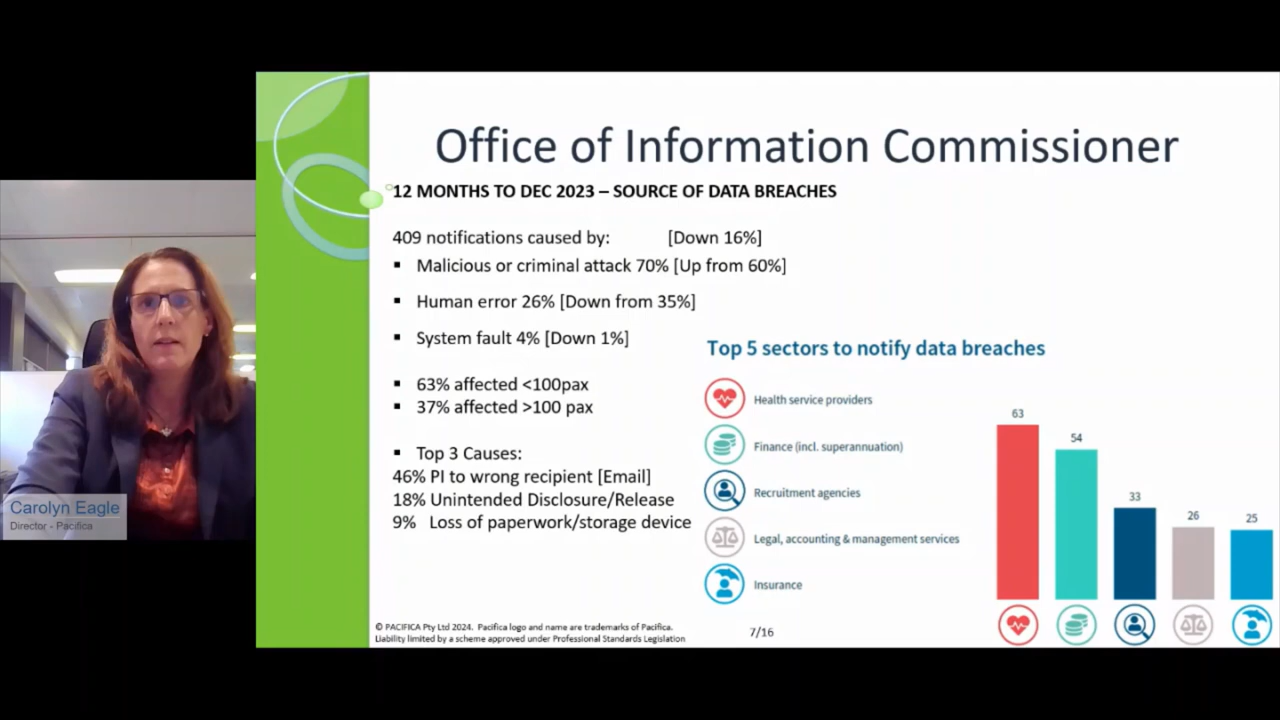 Office of Information Commissioner
12 MONTHS TO DEC 2023 – SOURCE OF DATA BREACHES
409 notifications caused by: [Down 16%]
▪ Malicious or criminal attack 70% [Up from 60%]
▪ Human error 26% [Down from 35%]
▪ System fault 4% [Down 1%]
▪ 63% affected <100pax
▪ 37% affected >100 pax
▪ Top 3 Causes:
46% PI to wrong recipient [Email]
18% Unintended Disclosure/Release
9% Loss of paperwork/storage device
Top 5 sectors to notify data breaches
Health service providers
Finance (incl. superannuation)
Recruitment agencies
Legal, accounting & management services
Insurance
63
54
33
26
25
© PACIFICA Pty Ltd 2024. Pacifica logo and name are trademarks of Pacifica.
Liability limited by a scheme approved under Professional Standards Legislation
7/16
Carolyn Eagle
Director - Pacifica